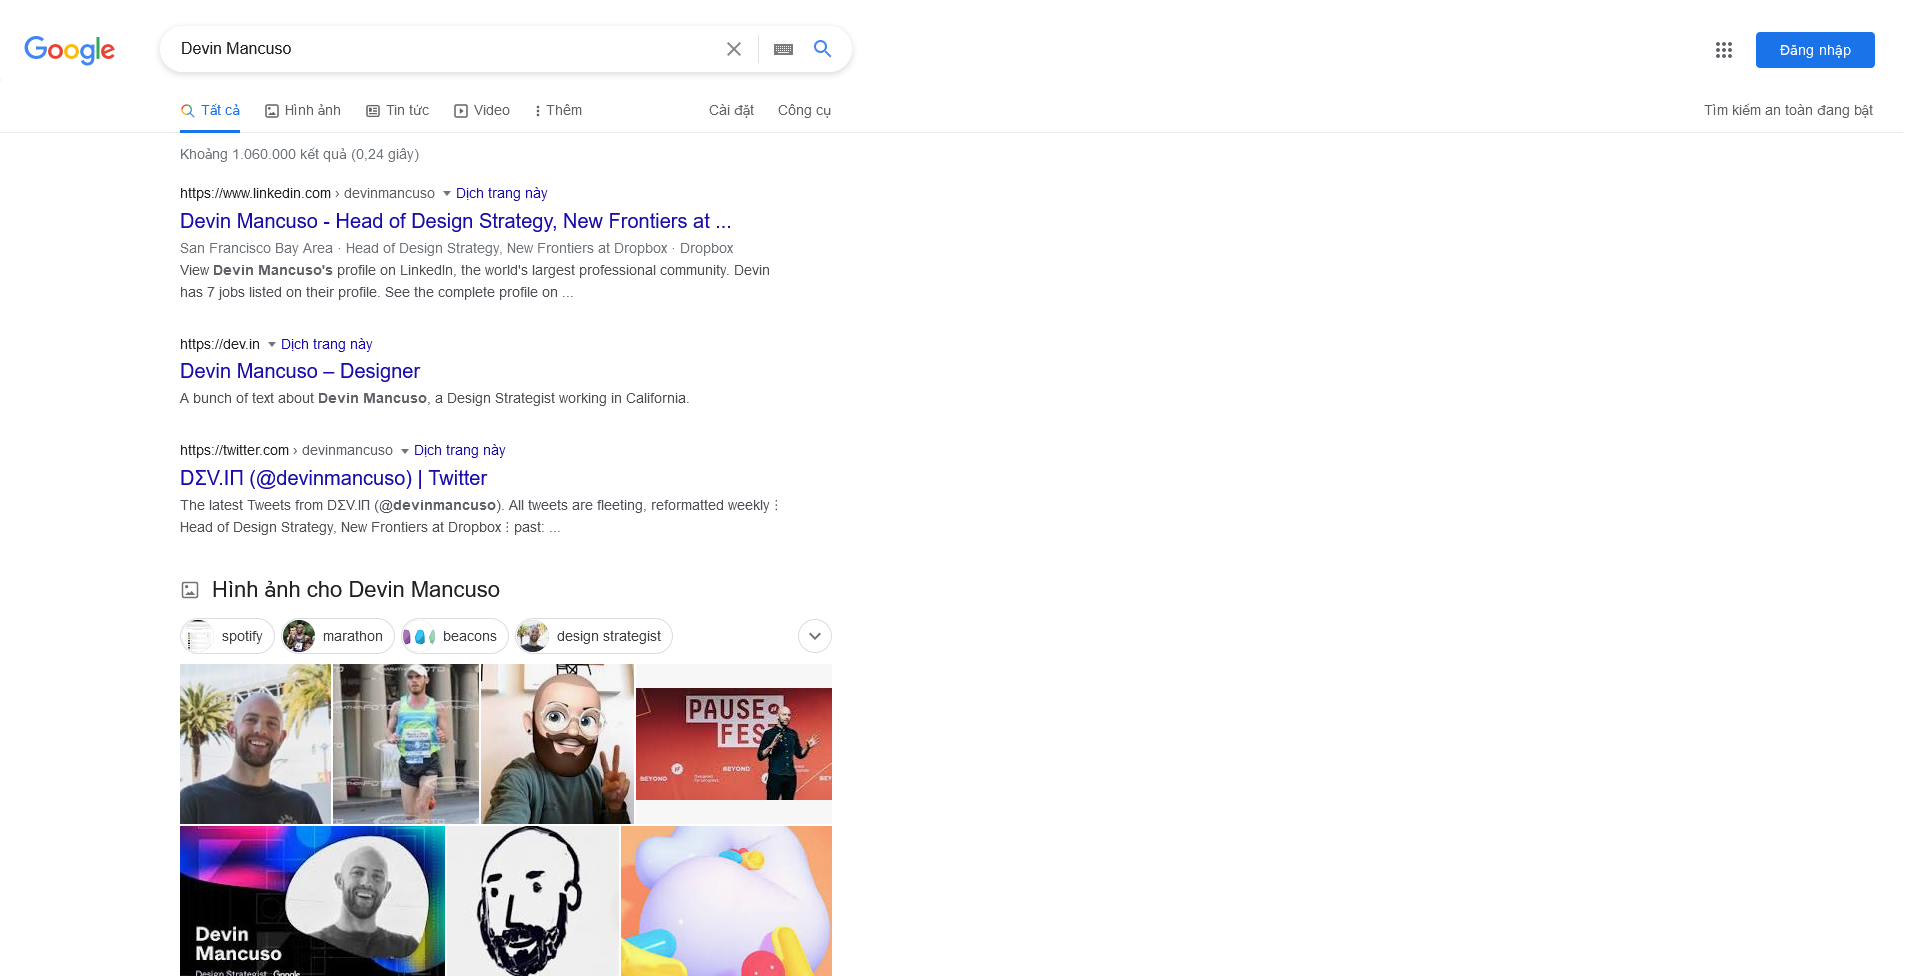 Google
Devin Mancuso
Đăng nhập
Tất cả
Hình ảnh
Tin tức
Video
Thêm
Cài đặt
Công cụ
Tìm kiếm an toàn đang bật
Khoảng 1.060.000 kết quả (0,24 giây)
https://www.linkedin.com › devinmancuso Dịch trang này
Devin Mancuso - Head of Design Strategy, New Frontiers at ...
San Francisco Bay Area · Head of Design Strategy, New Frontiers at Dropbox · Dropbox
View Devin Mancuso's profile on LinkedIn, the world's largest professional community. Devin
has 7 jobs listed on their profile. See the complete profile on ...
https://dev.in Dịch trang này
Devin Mancuso – Designer
A bunch of text about Devin Mancuso, a Design Strategist working in California.
https://twitter.com › devinmancuso Dịch trang này
DΣV.IΠ (@devinmancuso) | Twitter
The latest Tweets from DΣV.IΠ (@devinmancuso). All tweets are fleeting, reformatted weekly ⋮
Head of Design Strategy, New Frontiers at Dropbox ⋮ past: ...
Hình ảnh cho Devin Mancuso
spotify
marathon
beacons
design strategist
PAUSE
FEST
BEYOND
BEYOND
Devin
Mancuso
Design Strategist Google